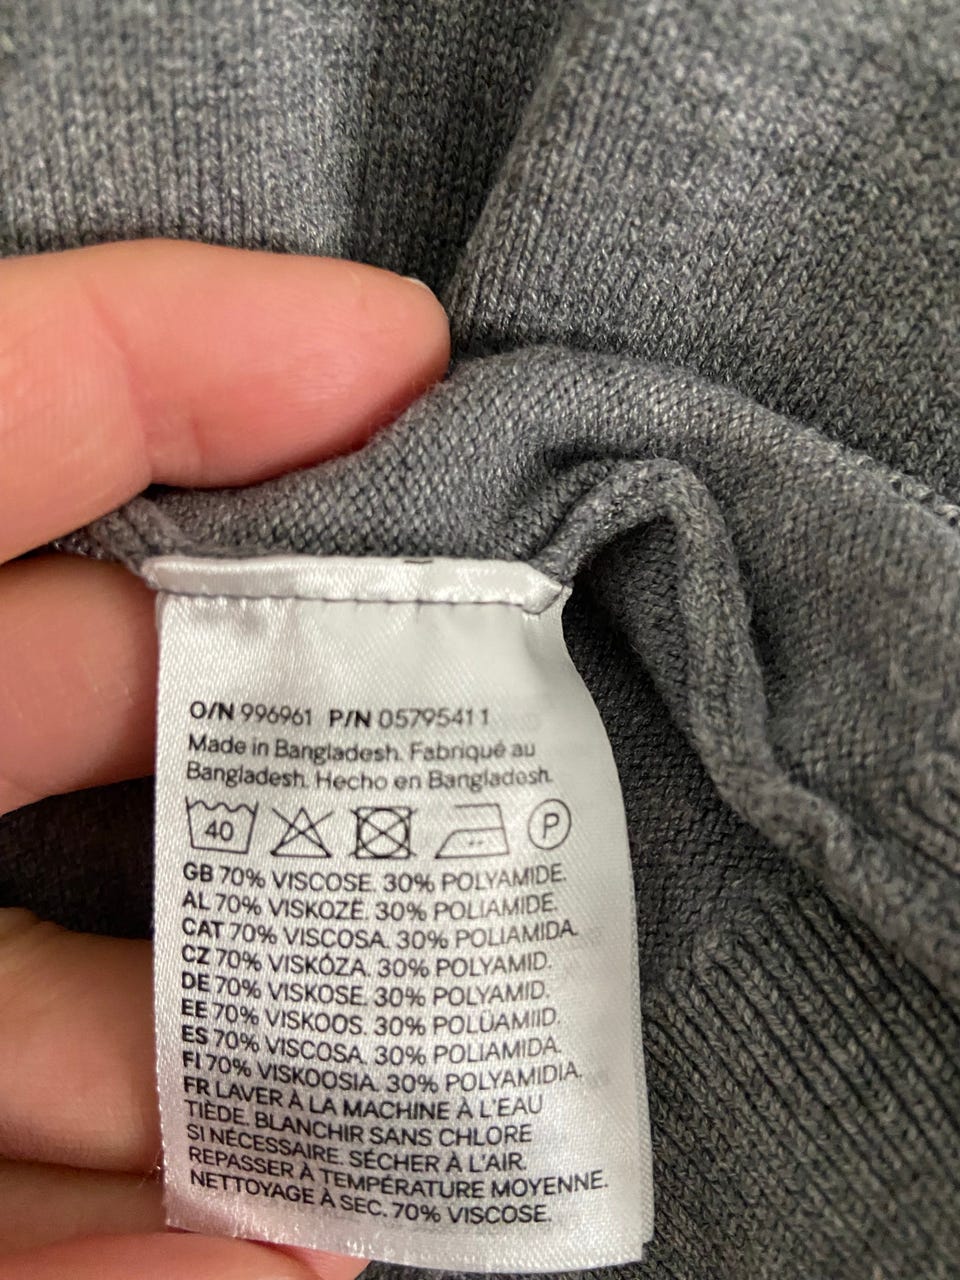 O/N 996961 P/N 05795411
Made in Bangladesh. Fabriqué au
Bangladesh. Hecho en Bangladesh.
40 P
GB 70% VISCOSE. 30% POLYAMIDE.
AL 70% VISKOZË. 30% POLIAMIDE.
CAT 70% VISCOSA. 30% POLIAMIDA.
CZ 70% VISKÓZA. 30% POLYAMID.
DE 70% VISKOSE. 30% POLYAMID.
EE 70% VISKOOS. 30% POLÜAMIID.
ES 70% VISCOSA. 30% POLIAMIDA.
FI 70% VISKOOSIA. 30% POLYAMIDIA.
FR LAVER À LA MACHINE À L'EAU
TIÈDE. BLANCHIR SANS CHLORE
SI NÉCESSAIRE. SÉCHER À L'AIR.
REPASSER À TEMPÉRATURE MOYENNE.
NETTOYAGE À SEC. 70% VISCOSE.